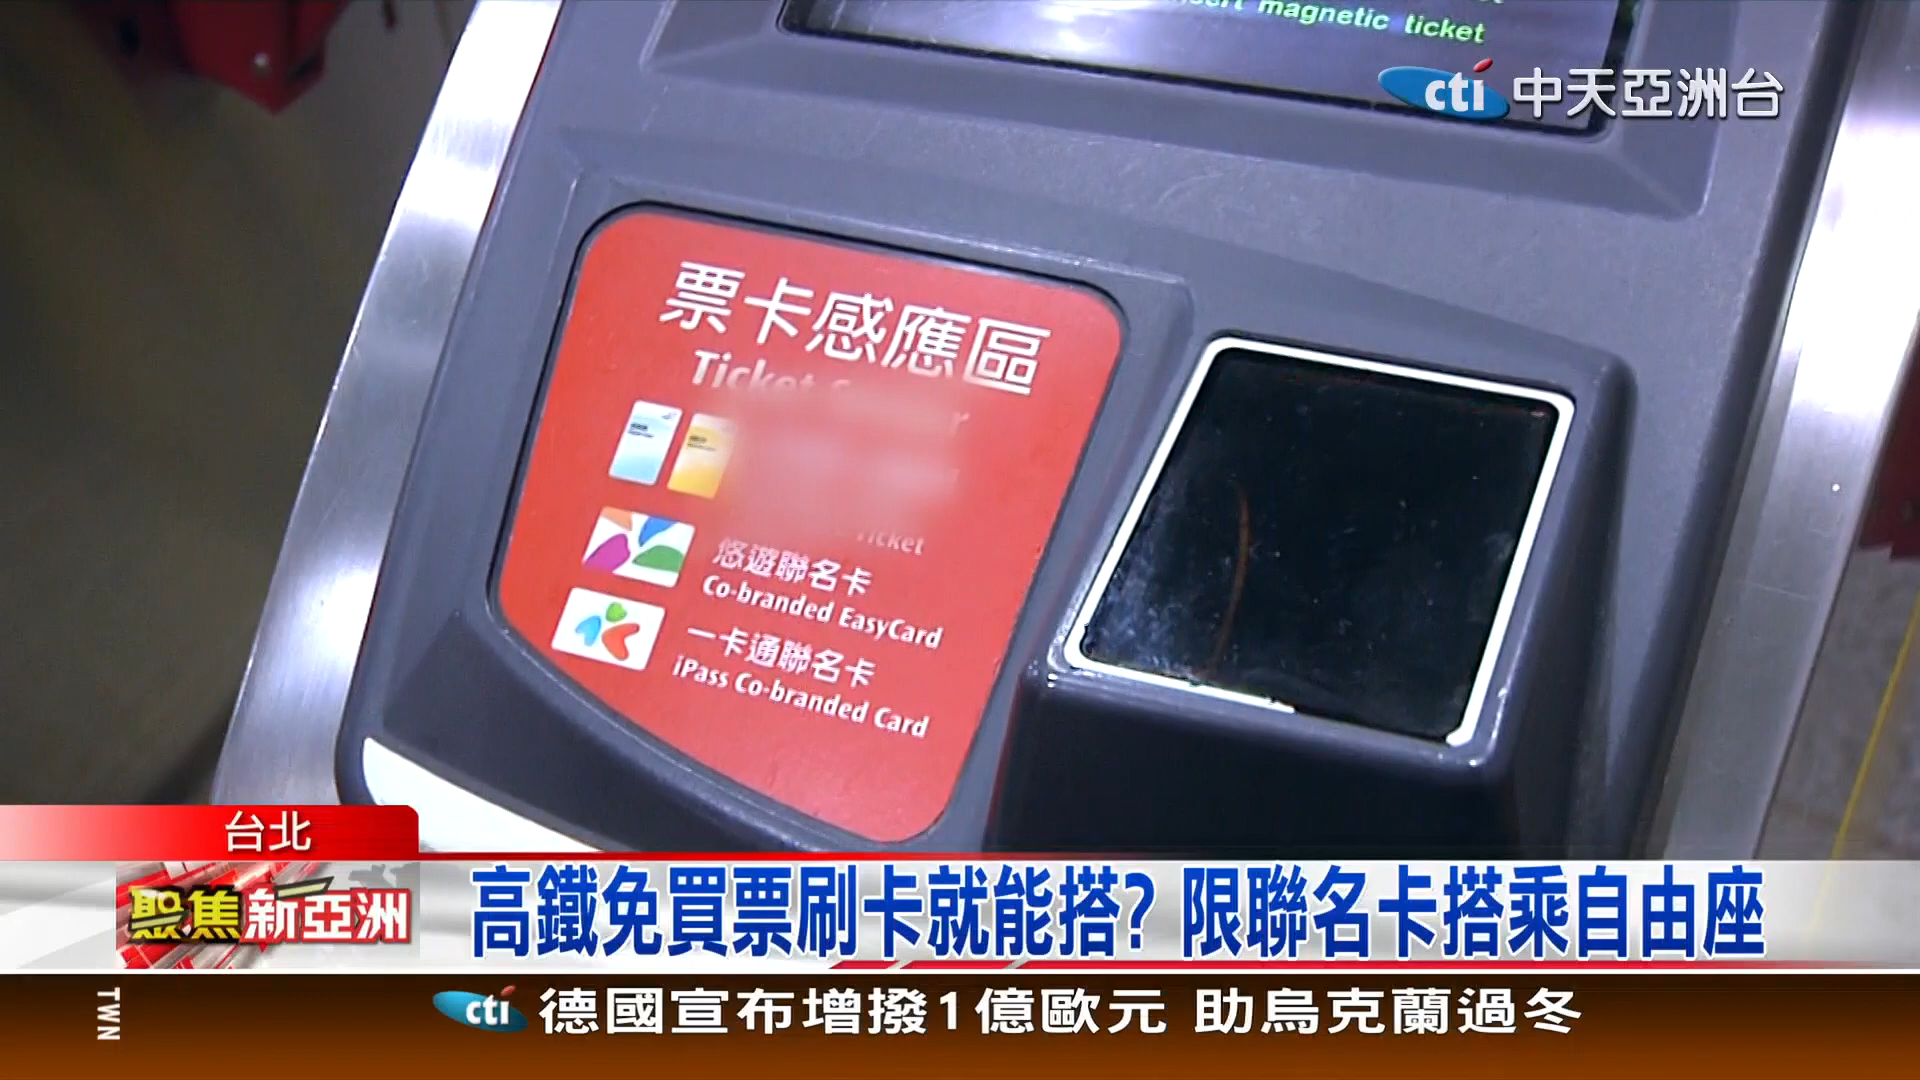 insert magnetic ticket
cti 中天亞洲台
票卡感應區
Ticket
Ticket
悠遊聯名卡
Co-branded EasyCard
一卡通聯名卡
iPass Co-branded Card
台北
聚焦新亞洲
高鐵免買票刷卡就能搭? 限聯名卡搭乘自由座
TWN
cti 德國宣布增撥1億歐元 助烏克蘭過冬